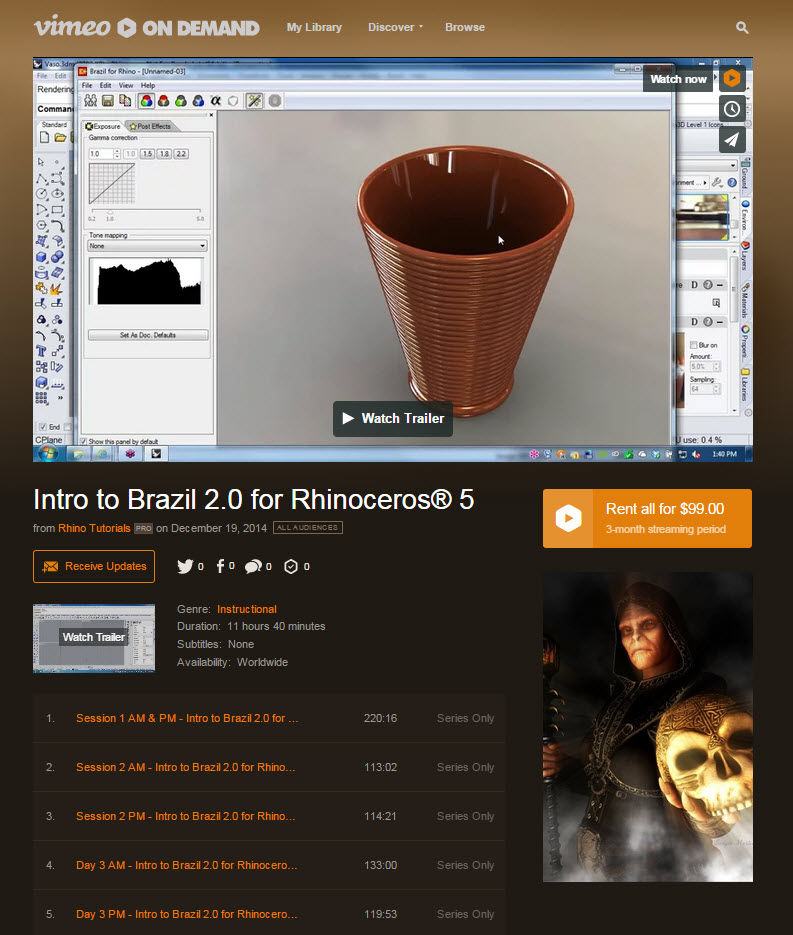 vimeo ON DEMAND My Library Discover Browse
Vaso.3dm
Brazil for Rhino - [Unnamed-03]
File Edit View Help
Rendering
Comman
Watch now
Standard
Exposure Post Effects
Gamma correction
1.0 1.0 1.5 1.8 2.2
0.2 1.0 5.0
Tone mapping
None
Set As Doc. Defaults
Show this panel by default
3D Level 1 Icons
Blur on
Amount:
5.0%
Sampling:
64
Watch Trailer
End
CPlane
U use: 0.4 %
1:40 PM
Intro to Brazil 2.0 for Rhinoceros® 5
from Rhino Tutorials PRO on December 19, 2014 ALL AUDIENCES
Rent all for $99.00
3-month streaming period
Receive Updates 0 0 0 0
Watch Trailer
Genre: Instructional
Duration: 11 hours 40 minutes
Subtitles: None
Availability: Worldwide
1. Session 1 AM & PM - Intro to Brazil 2.0 for ... 220:16 Series Only
2. Session 2 AM - Intro to Brazil 2.0 for Rhino... 113:02 Series Only
3. Session 2 PM - Intro to Brazil 2.0 for Rhino... 114:21 Series Only
4. Day 3 AM - Intro to Brazil 2.0 for Rhinocero... 133:00 Series Only
5. Day 3 PM - Intro to Brazil 2.0 for Rhinocero... 119:53 Series Only